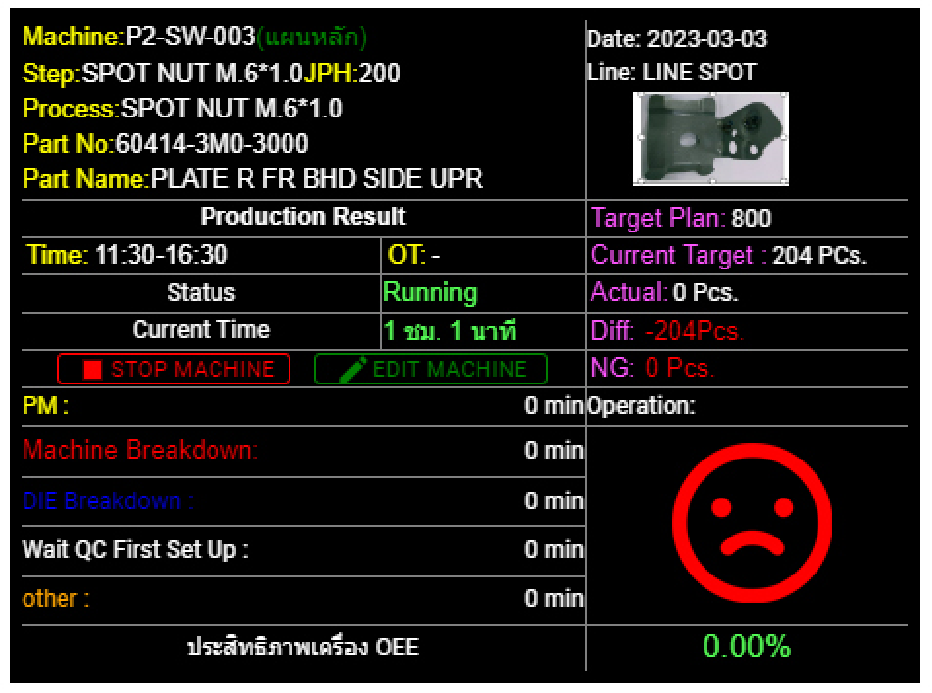 Machine:P2-SW-003(แผนหลัก)
Step:SPOT NUT M.6*1.0JPH:200
Process:SPOT NUT M.6*1.0
Part No:60414-3M0-3000
Part Name:PLATE R FR BHD SIDE UPR
Date: 2023-03-03
Line: LINE SPOT
Production Result
Target Plan: 800
Time: 11:30-16:30
OT: -
Current Target : 204 PCs.
Status
Running
Actual: 0 Pcs.
Current Time
1 ชม. 1 นาที
Diff: -204Pcs.
STOP MACHINE
EDIT MACHINE
NG: 0 Pcs.
PM :
0 min
Operation:
Machine Breakdown:
0 min
DIE Breakdown :
0 min
Wait QC First Set Up :
0 min
other :
0 min
ประสิทธิภาพเครื่อง OEE
0.00%